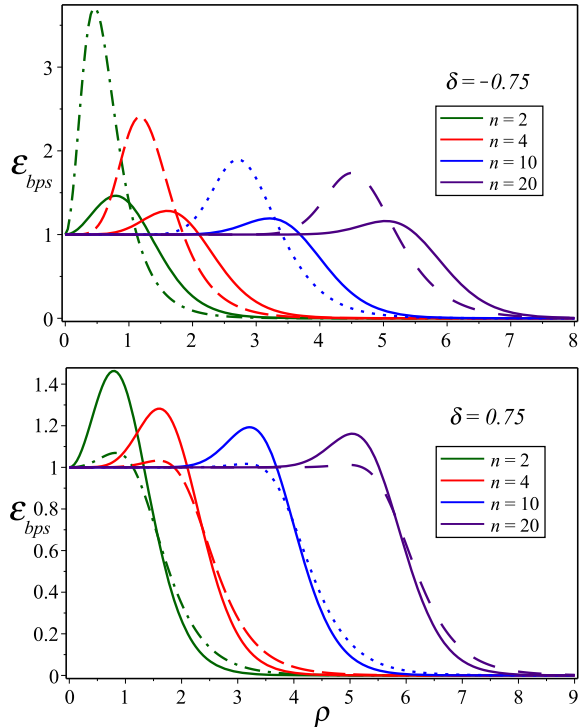 3
2
1
0
ε_bps
δ = −0.75
n = 2
n = 4
n = 10
n = 20
0 1 2 3 4 5 6 7 8
1.4
1.2
1
0.8
0.6
0.4
0.2
0
ε_bps
δ = 0.75
n = 2
n = 4
n = 10
n = 20
0 1 2 3 4 5 6 7 8 9
ρ